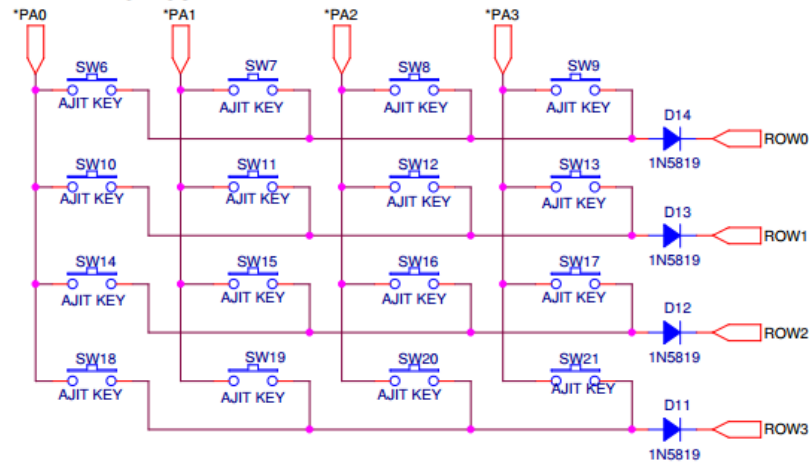 *PA0 *PA1 *PA2 *PA3
SW6 SW7 SW8 SW9
AJIT KEY AJIT KEY AJIT KEY AJIT KEY
D14
ROW0
1N5819
SW10 SW11 SW12 SW13
AJIT KEY AJIT KEY AJIT KEY AJIT KEY
D13
ROW1
1N5819
SW14 SW15 SW16 SW17
AJIT KEY AJIT KEY AJIT KEY AJIT KEY
D12
ROW2
1N5819
SW18 SW19 SW20 SW21
AJIT KEY AJIT KEY AJIT KEY AJIT KEY
D11
ROW3
1N5819